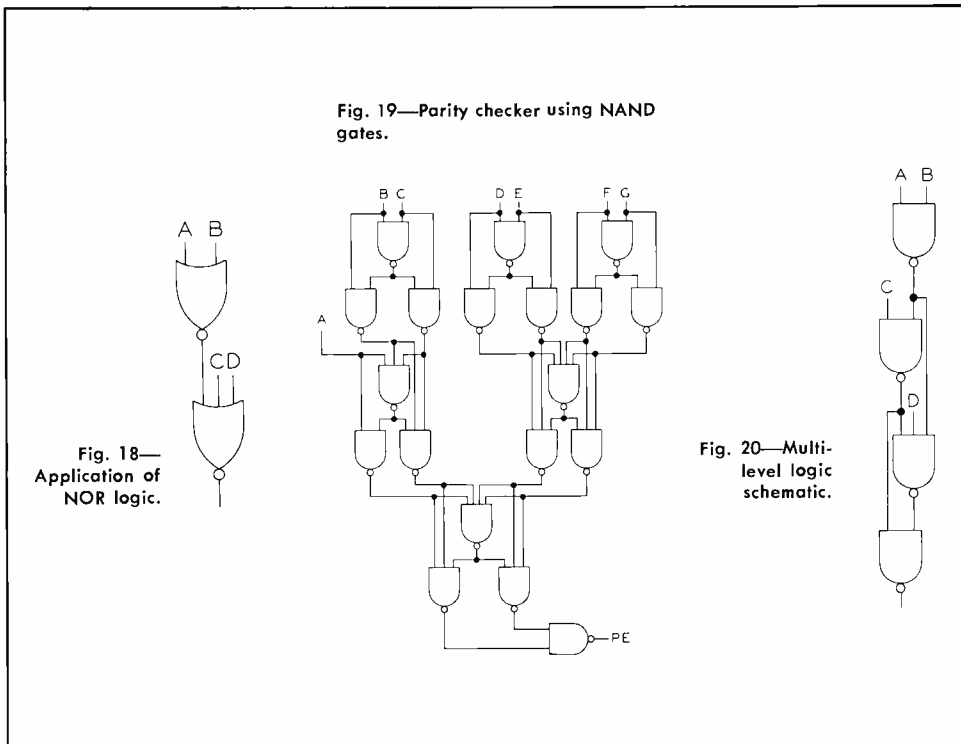 Fig. 19—Parity checker using NAND
gates.
A B
Fig. 18—
Application of
NOR logic.
C D
B C D E F G
A
PE
A B
C
D
Fig. 20—Multi-
level logic
schematic.